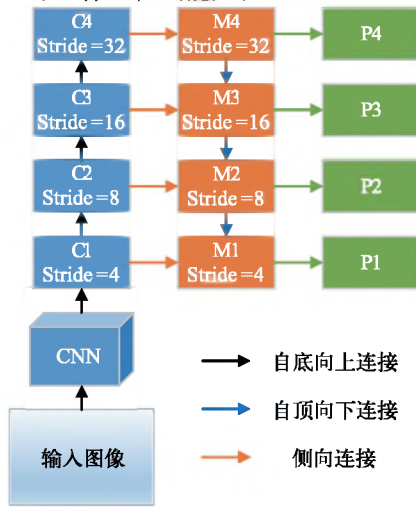 C4
Stride=32
M4
Stride=32
P4
C3
Stride=16
M3
Stride=16
P3
C2
Stride=8
M2
Stride=8
P2
C1
Stride=4
M1
Stride=4
P1
CNN
自底向上连接
自顶向下连接
输入图像
侧向连接